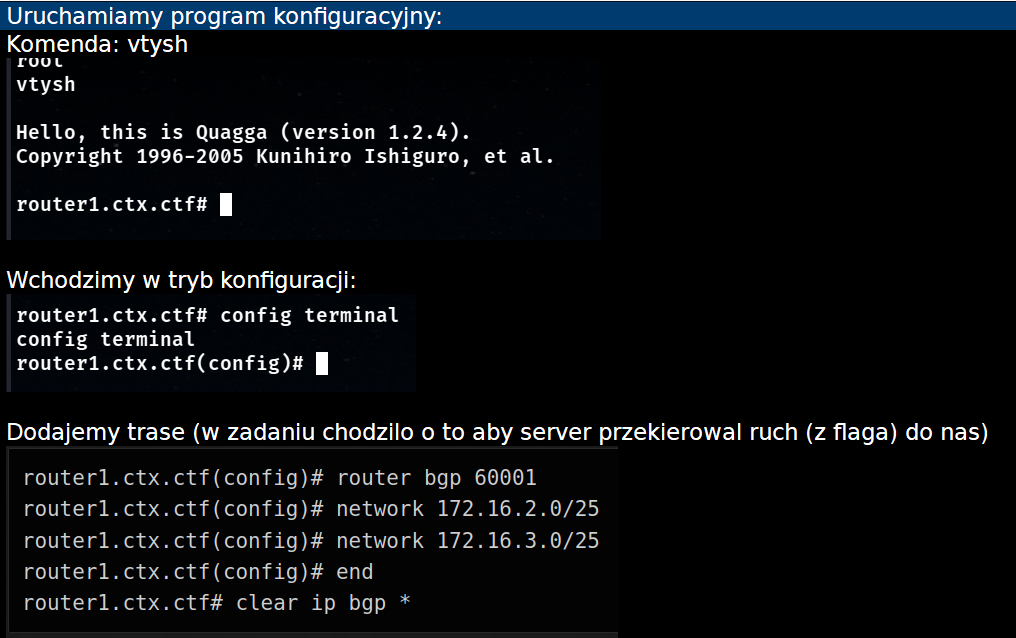 Uruchamiamy program konfiguracyjny:
Komenda: vtysh
root
vtysh
Hello, this is Quagga (version 1.2.4).
Copyright 1996-2005 Kunihiro Ishiguro, et al.
router1.ctx.ctf#
Wchodzimy w tryb konfiguracji:
router1.ctx.ctf# config terminal
config terminal
router1.ctx.ctf(config)#
Dodajemy trase (w zadaniu chodzilo o to aby server przekierowal ruch (z flaga) do nas)
router1.ctx.ctf(config)# router bgp 60001
router1.ctx.ctf(config)# network 172.16.2.0/25
router1.ctx.ctf(config)# network 172.16.3.0/25
router1.ctx.ctf(config)# end
router1.ctx.ctf# clear ip bgp *